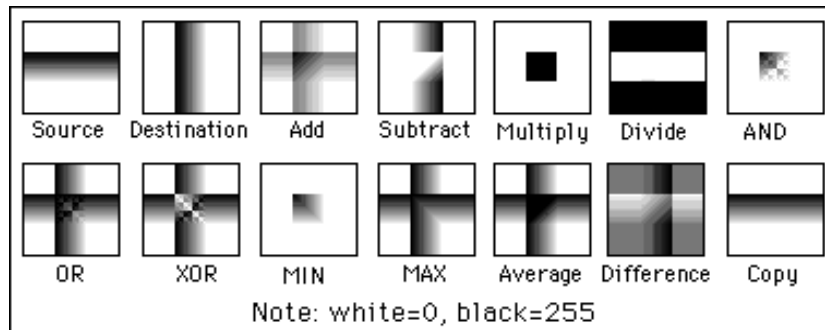 Source Destination Add Subtract Multiply Divide AND
OR XOR MIN MAX Average Difference Copy
Note: white=0, black=255